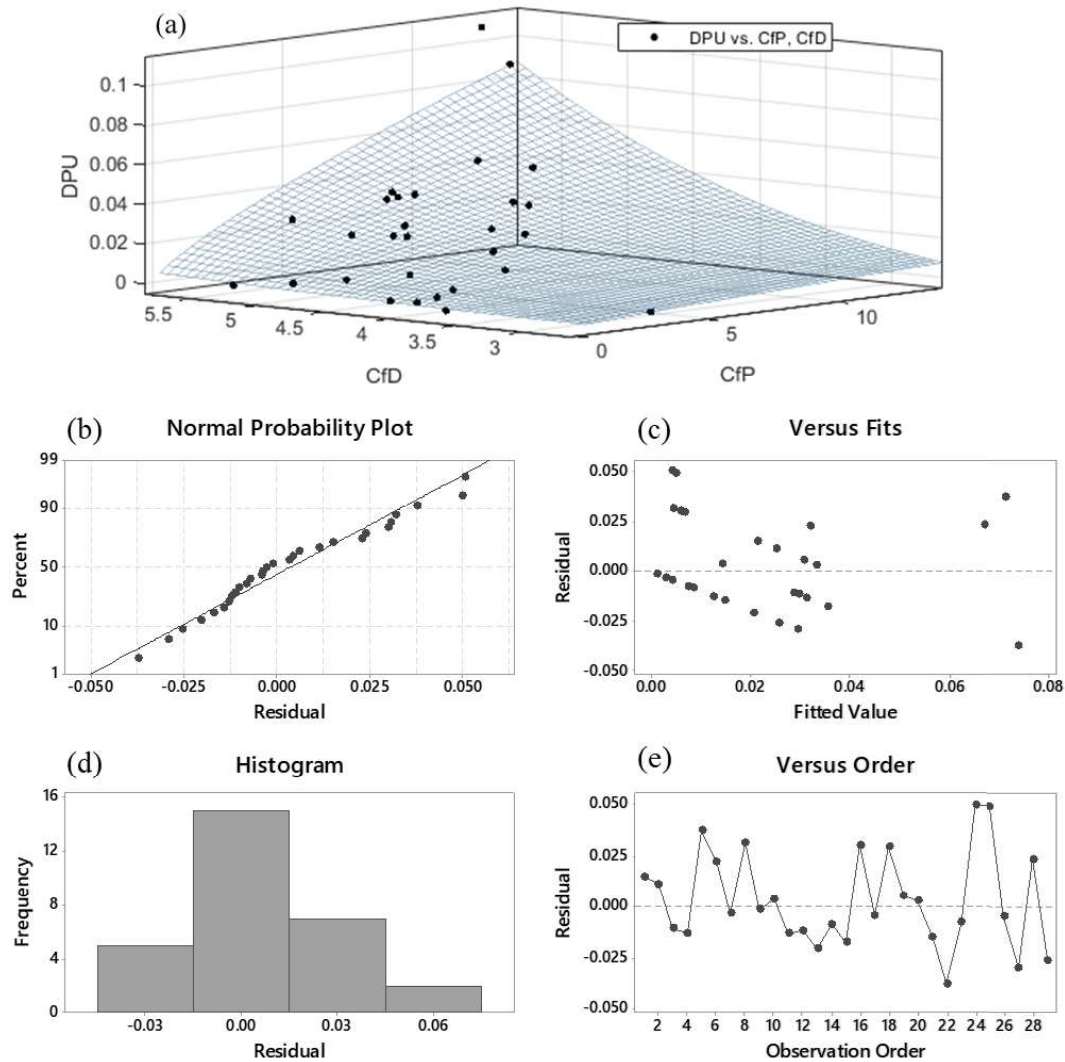 (a)
DPU vs. CfP, CfD
DPU
0.1
0.08
0.06
0.04
0.02
0
5.5
5
4.5
4
3.5
3
CfD
0
5
10
CfP
(b)
Normal Probability Plot
Percent
99
90
50
10
1
-0.050
-0.025
0.000
0.025
0.050
Residual
(c)
Versus Fits
Residual
0.050
0.025
0.000
-0.025
-0.050
0.00
0.02
0.04
0.06
0.08
Fitted Value
(d)
Histogram
Frequency
16
12
8
4
0
-0.03
0.00
0.03
0.06
Residual
(e)
Versus Order
Residual
0.050
0.025
0.000
-0.025
-0.050
2 4 6 8 10 12 14 16 18 20 22 24 26 28
Observation Order